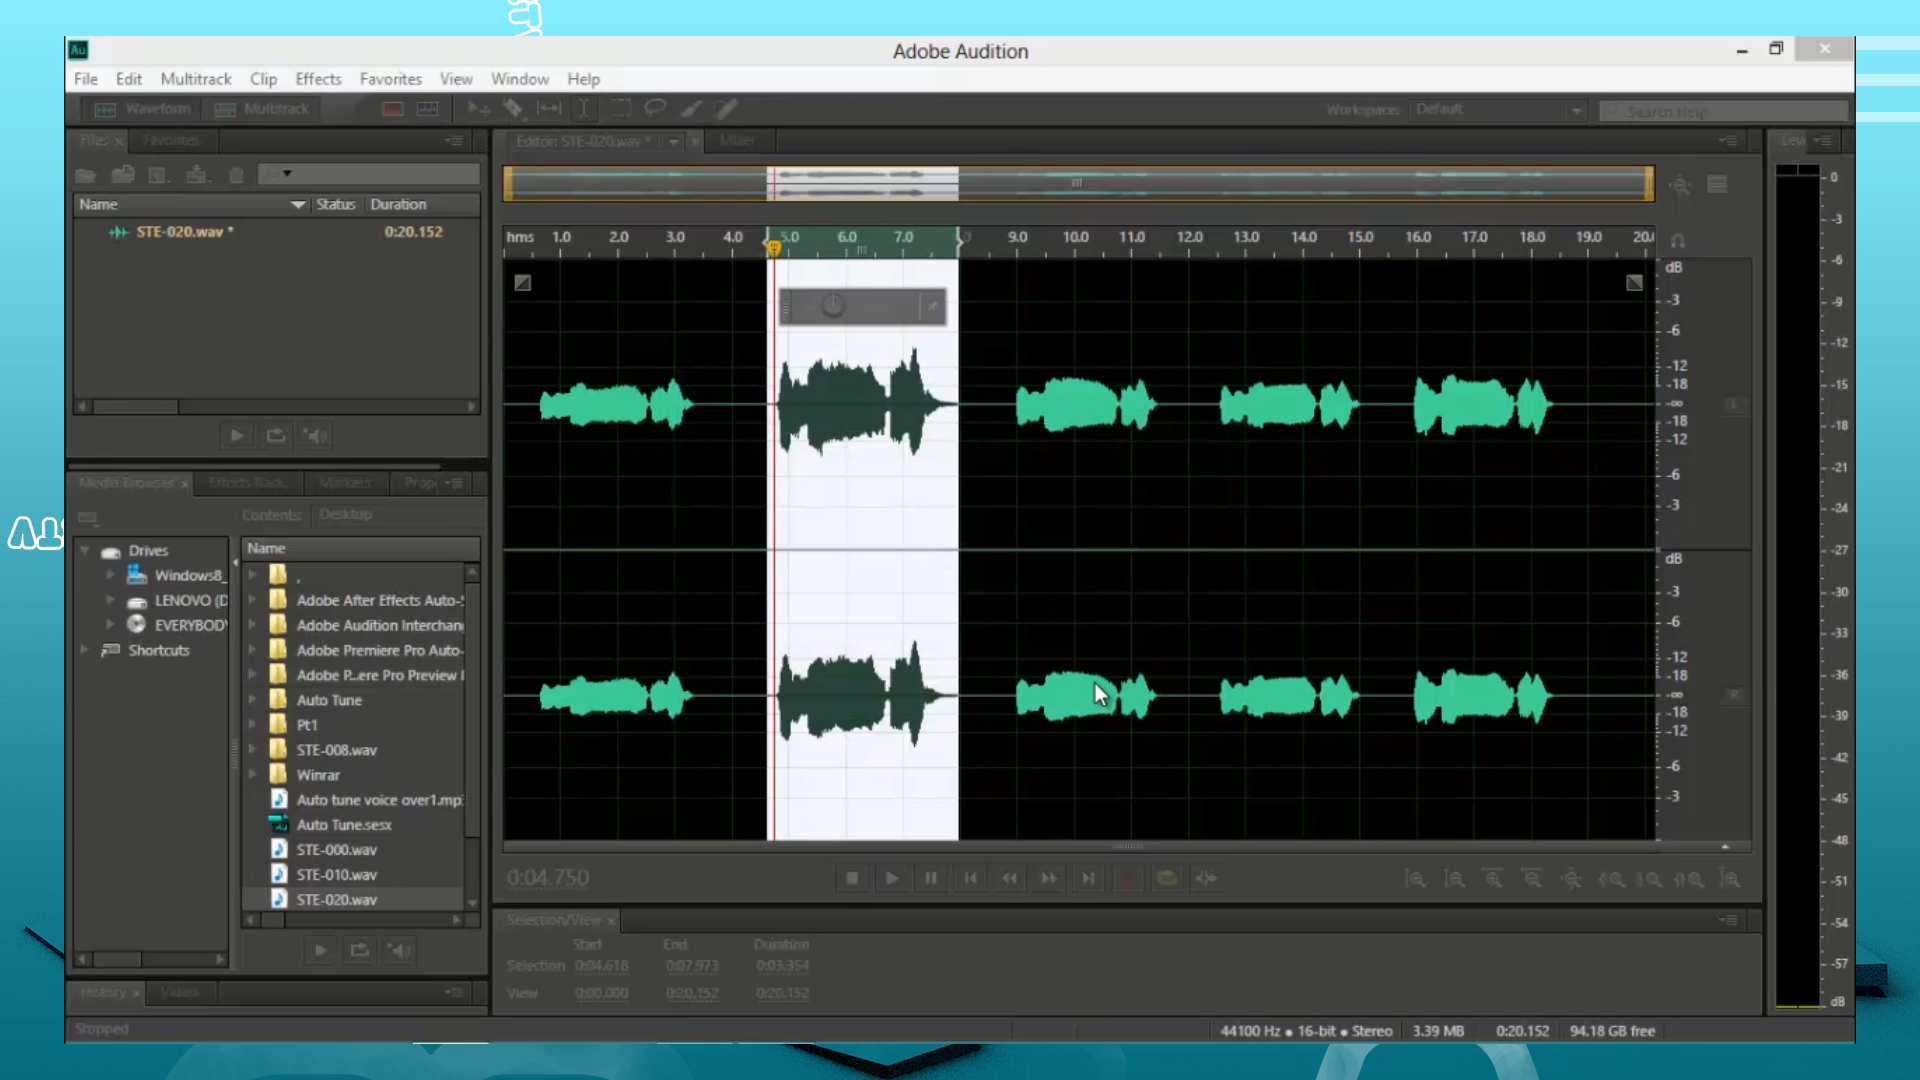 Au
Adobe Audition
File Edit Multitrack Clip Effects Favorites View Window Help
Waveform Multitrack Workspace: Default Search Help
Files Favorites Editor: STE-020.wav * Mixer
Name Status Duration
STE-020.wav * 0:20.152
hms 1.0 2.0 3.0 4.0 5.0 6.0 7.0 9.0 10.0 11.0 12.0 13.0 14.0 15.0 16.0 17.0 18.0 19.0
dB
-3
-6
-12
-18
-∞
-18
-12
-6
-3
dB
-3
-6
-12
-18
-∞
-18
-12
-6
-3
0
-3
-6
-9
-12
-15
-18
-21
-24
-27
-30
-33
-36
-39
-42
-45
-48
-51
-54
-57
dB
L
R
Media Browser Effects Rack Markers
Contents: Desktop
Drives
Windows8_
LENOVO (D
EVERYBODY
Shortcuts
Name
.
Adobe After Effects Auto-
Adobe Audition Interchan
Adobe Premiere Pro Auto-
Adobe P...ere Pro Preview
Auto Tune
Pt1
STE-008.wav
Winrar
Auto tune voice over1.mp
Auto Tune.sesx
STE-000.wav
STE-010.wav
STE-020.wav
0:04.750
Selection/View
Start End Duration
Selection 0:04.618 0:07.973 0:03.354
View 0:00.000 0:20.152 0:20.152
History Video
Stopped
44100 Hz ● 16-bit ● Stereo 3.39 MB 0:20.152 94.18 GB free